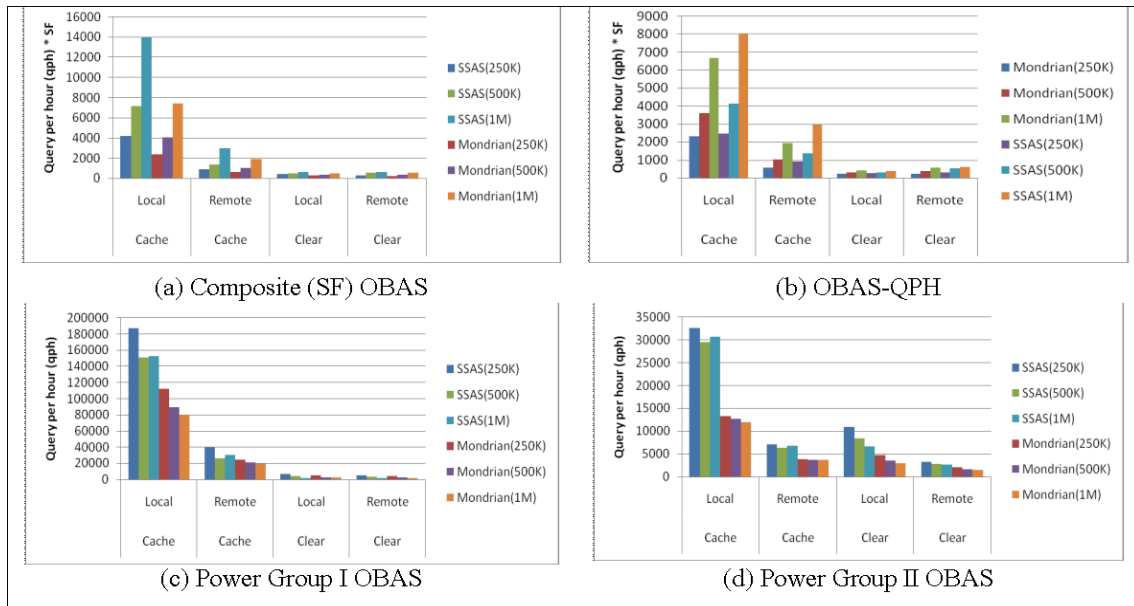 Query per hour (qph) * SF
16000
14000
12000
10000
8000
6000
4000
2000
0
Local Remote Local Remote
Cache Cache Clear Clear
SSAS(250K)
SSAS(500K)
SSAS(1M)
Mondrian(250K)
Mondrian(500K)
Mondrian(1M)
(a) Composite (SF) OBAS
Query per hour (qph) * SF
9000
8000
7000
6000
5000
4000
3000
2000
1000
0
Local Remote Local Remote
Cache Cache Clear Clear
Mondrian(250K)
Mondrian(500K)
Mondrian(1M)
SSAS(250K)
SSAS(500K)
SSAS(1M)
(b) OBAS-QPH
Query per hour (qph)
200000
180000
160000
140000
120000
100000
80000
60000
40000
20000
0
Local Remote Local Remote
Cache Cache Clear Clear
SSAS(250K)
SSAS(500K)
SSAS(1M)
Mondrian(250K)
Mondrian(500K)
Mondrian(1M)
(c) Power Group I OBAS
Query per hour (qph)
35000
30000
25000
20000
15000
10000
5000
0
Local Remote Local Remote
Cache Cache Clear Clear
SSAS(250K)
SSAS(500K)
SSAS(1M)
Mondrian(250K)
Mondrian(500K)
Mondrian(1M)
(d) Power Group II OBAS